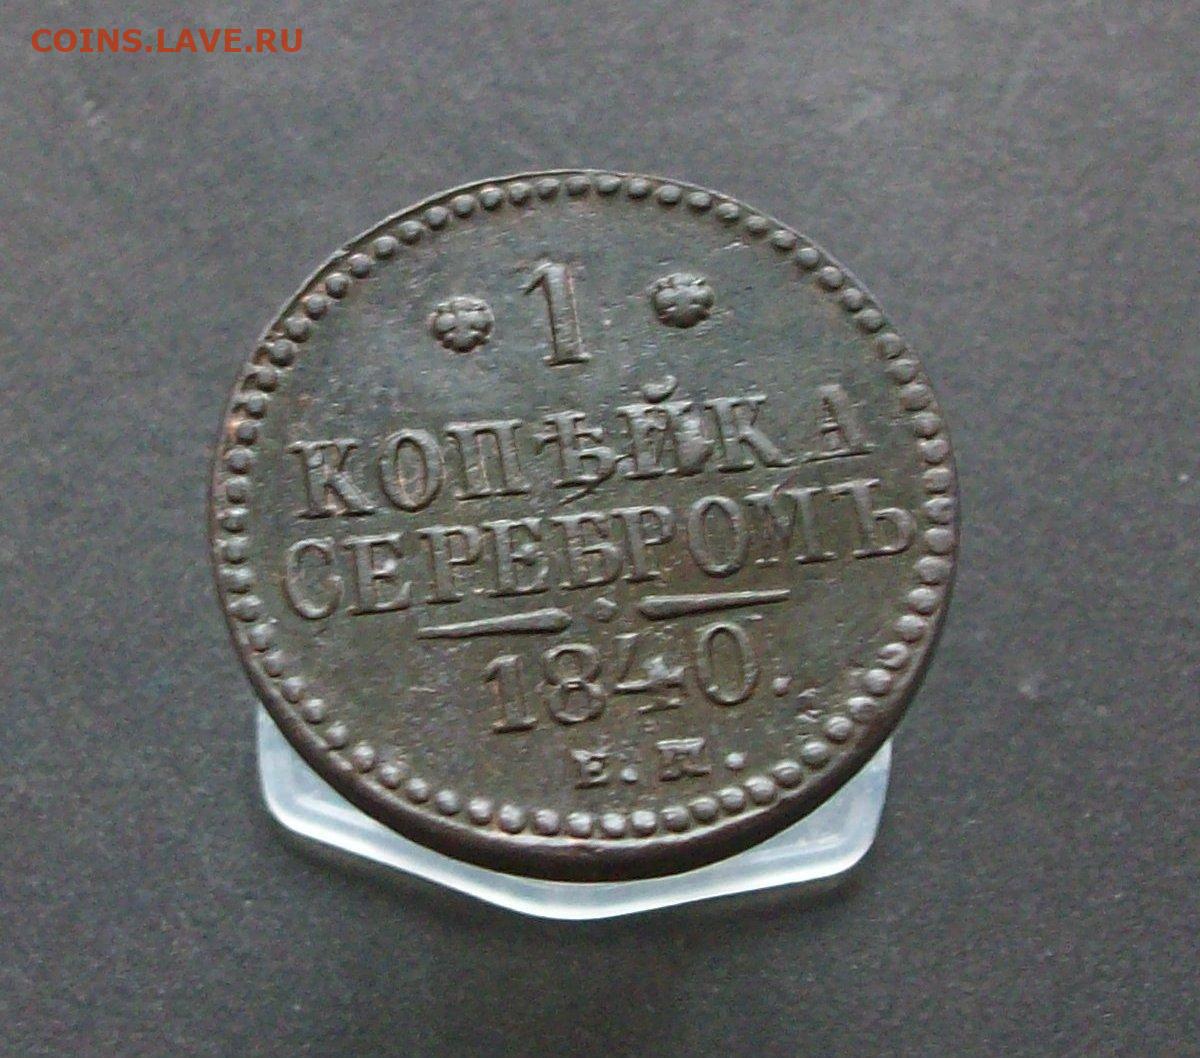 COINS.LAVE.RU
1
КОПѢЙКА
СЕРЕБРОМЪ
1840.
Е.М.